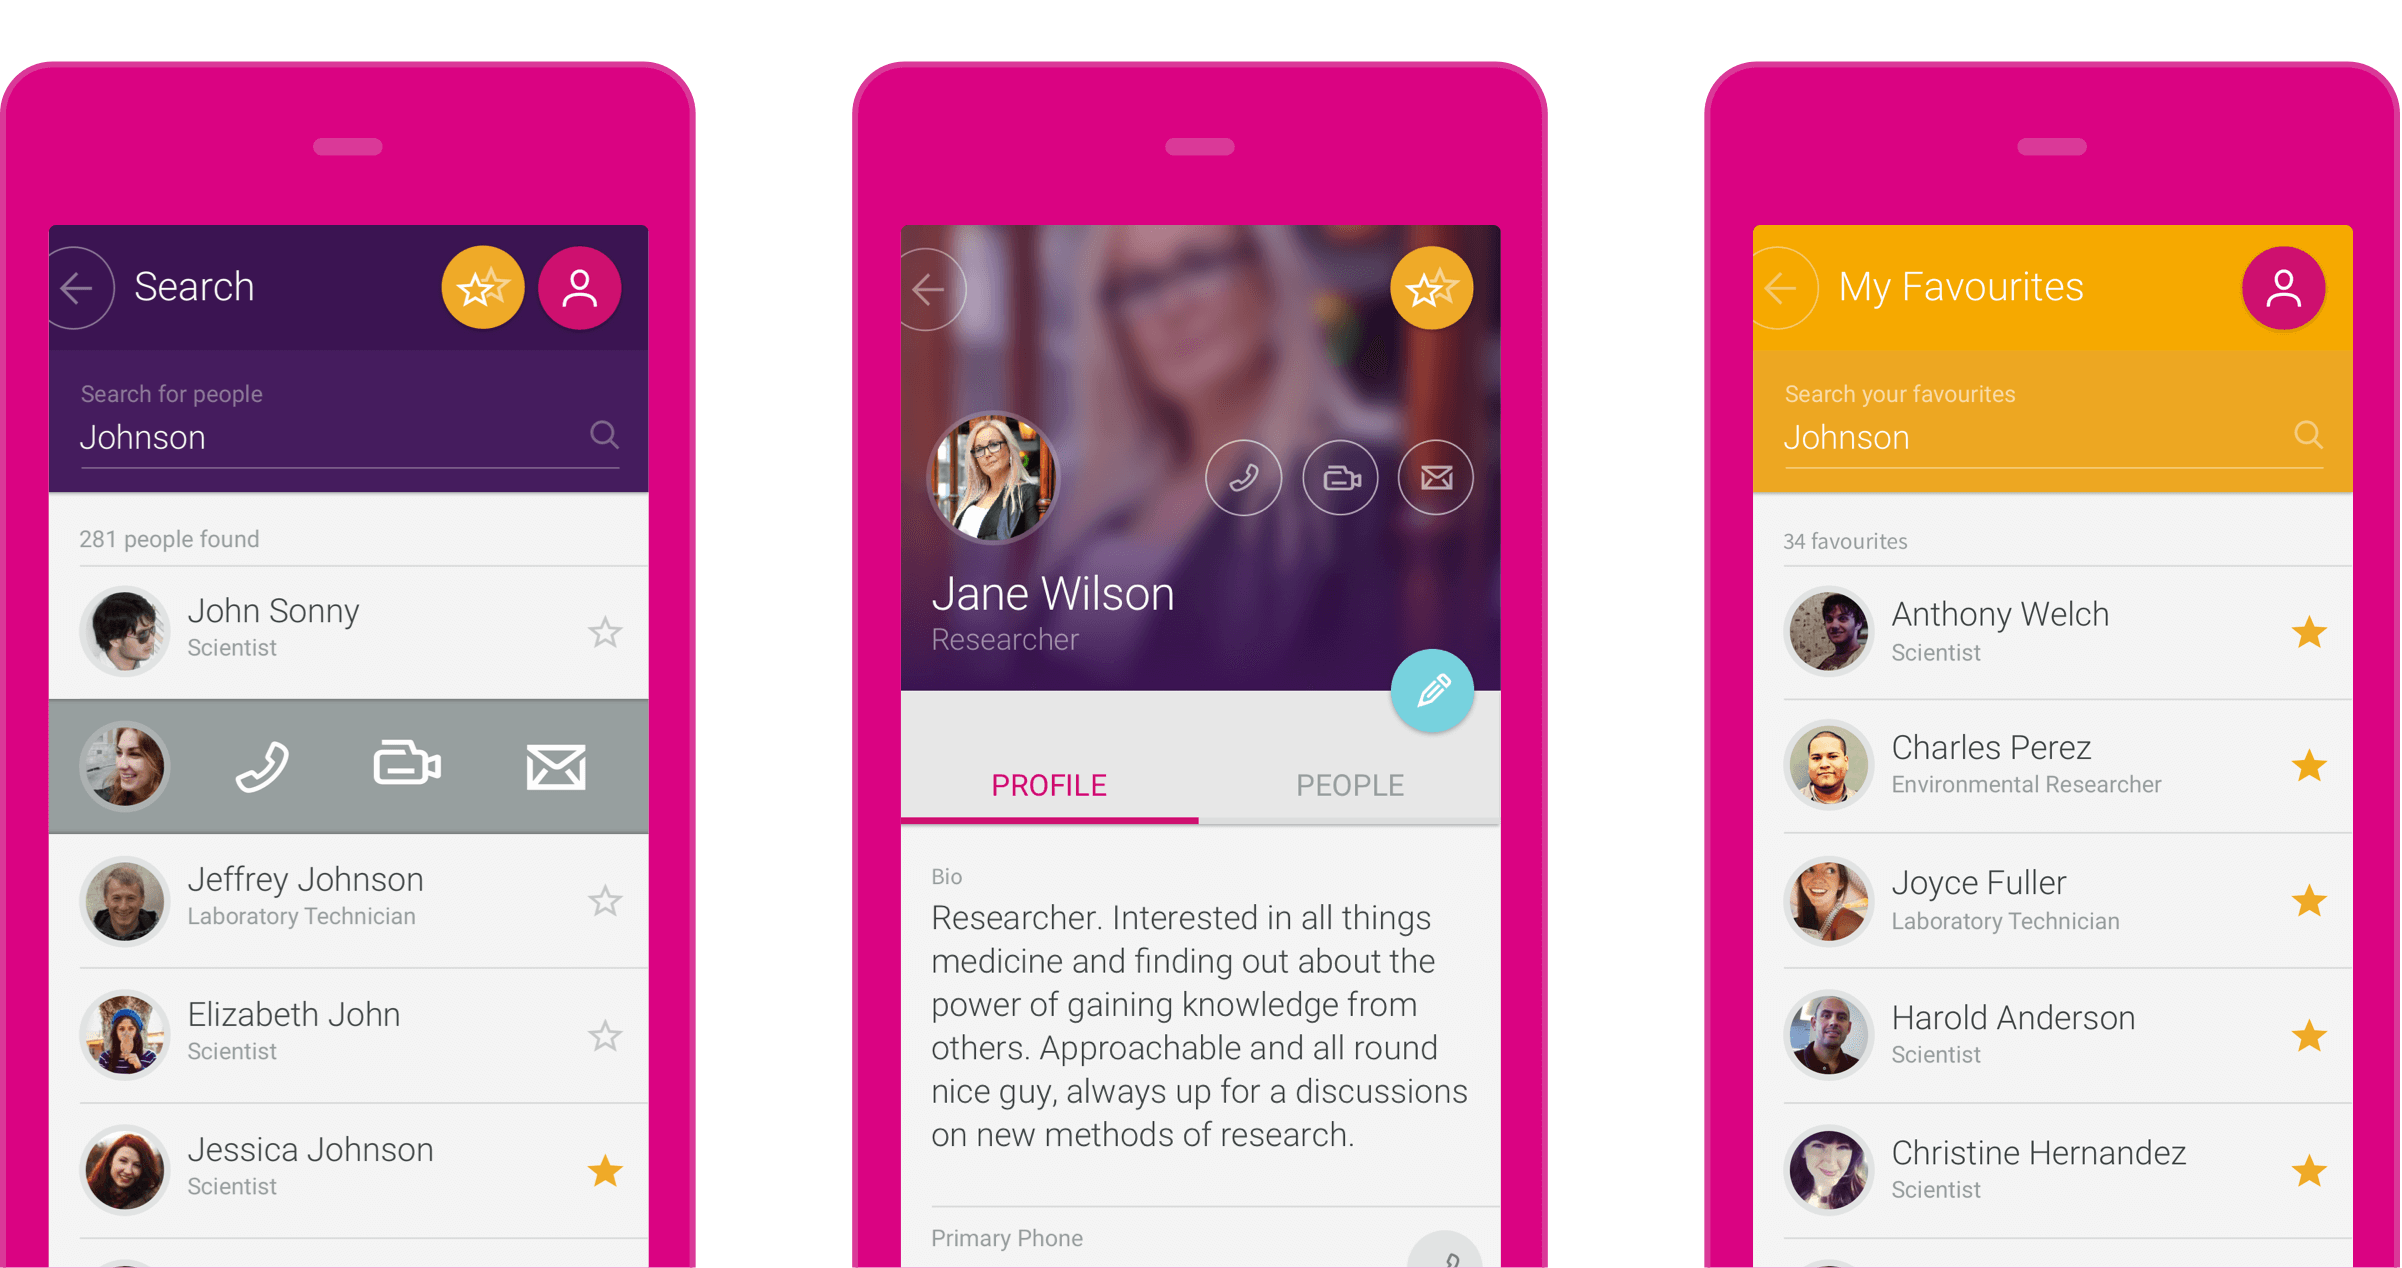 Search
Search for people
Johnson
281 people found
John Sonny
Scientist
Jeffrey Johnson
Laboratory Technician
Elizabeth John
Scientist
Jessica Johnson
Scientist
Jane Wilson
Researcher
PROFILE
PEOPLE
Bio
Researcher. Interested in all things
medicine and finding out about the
power of gaining knowledge from
others. Approachable and all round
nice guy, always up for a discussions
on new methods of research.
Primary Phone
My Favourites
Search your favourites
Johnson
34 favourites
Anthony Welch
Scientist
Charles Perez
Environmental Researcher
Joyce Fuller
Laboratory Technician
Harold Anderson
Scientist
Christine Hernandez
Scientist